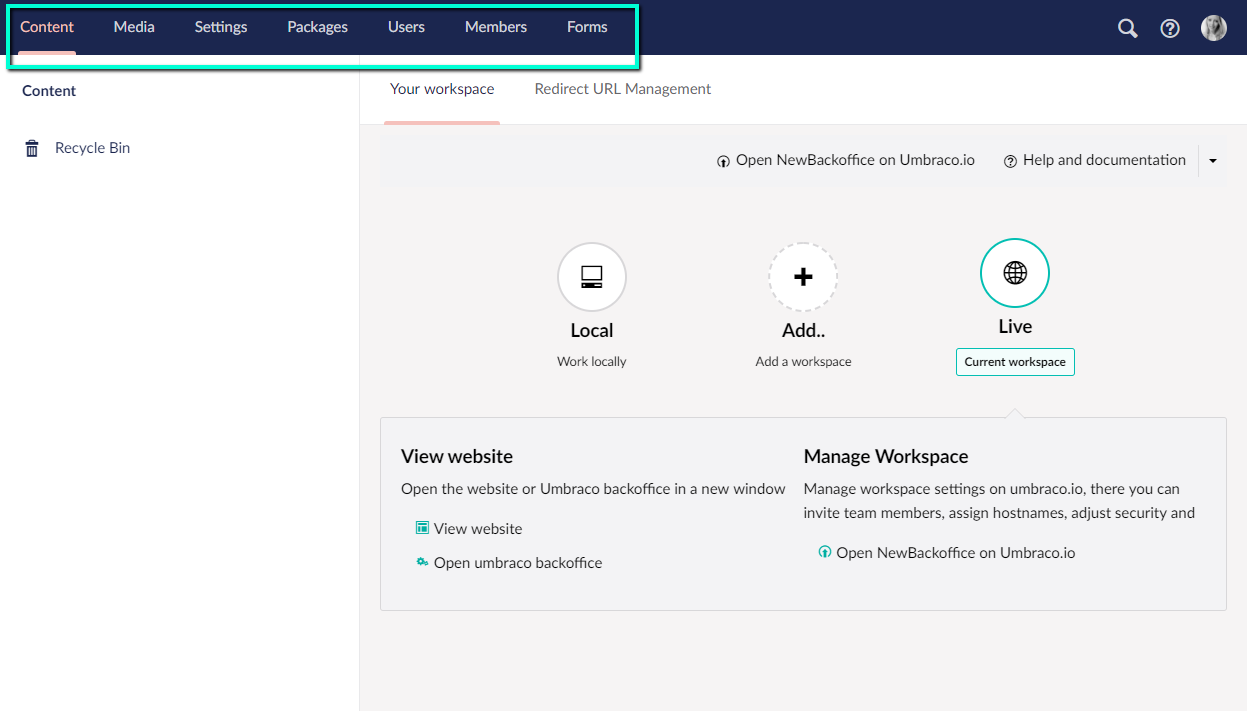 Content Media Settings Packages Users Members Forms
Content
Recycle Bin
Your workspace Redirect URL Management
Open NewBackoffice on Umbraco.io Help and documentation
Local Add.. Live
Work locally Add a workspace Current workspace
View website
Open the website or Umbraco backoffice in a new window
View website
Open umbraco backoffice
Manage Workspace
Manage workspace settings on umbraco.io, there you can
invite team members, assign hostnames, adjust security and
Open NewBackoffice on Umbraco.io